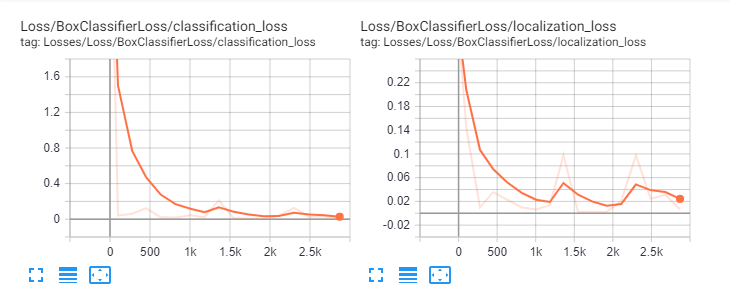 Loss/BoxClassifierLoss/classification_loss
tag: Losses/Loss/BoxClassifierLoss/classification_loss
1.6
1.2
0.8
0.4
0
0 500 1k 1.5k 2k 2.5k
Loss/BoxClassifierLoss/localization_loss
tag: Losses/Loss/BoxClassifierLoss/localization_loss
0.22
0.18
0.14
0.1
0.06
0.02
-0.02
0 500 1k 1.5k 2k 2.5k